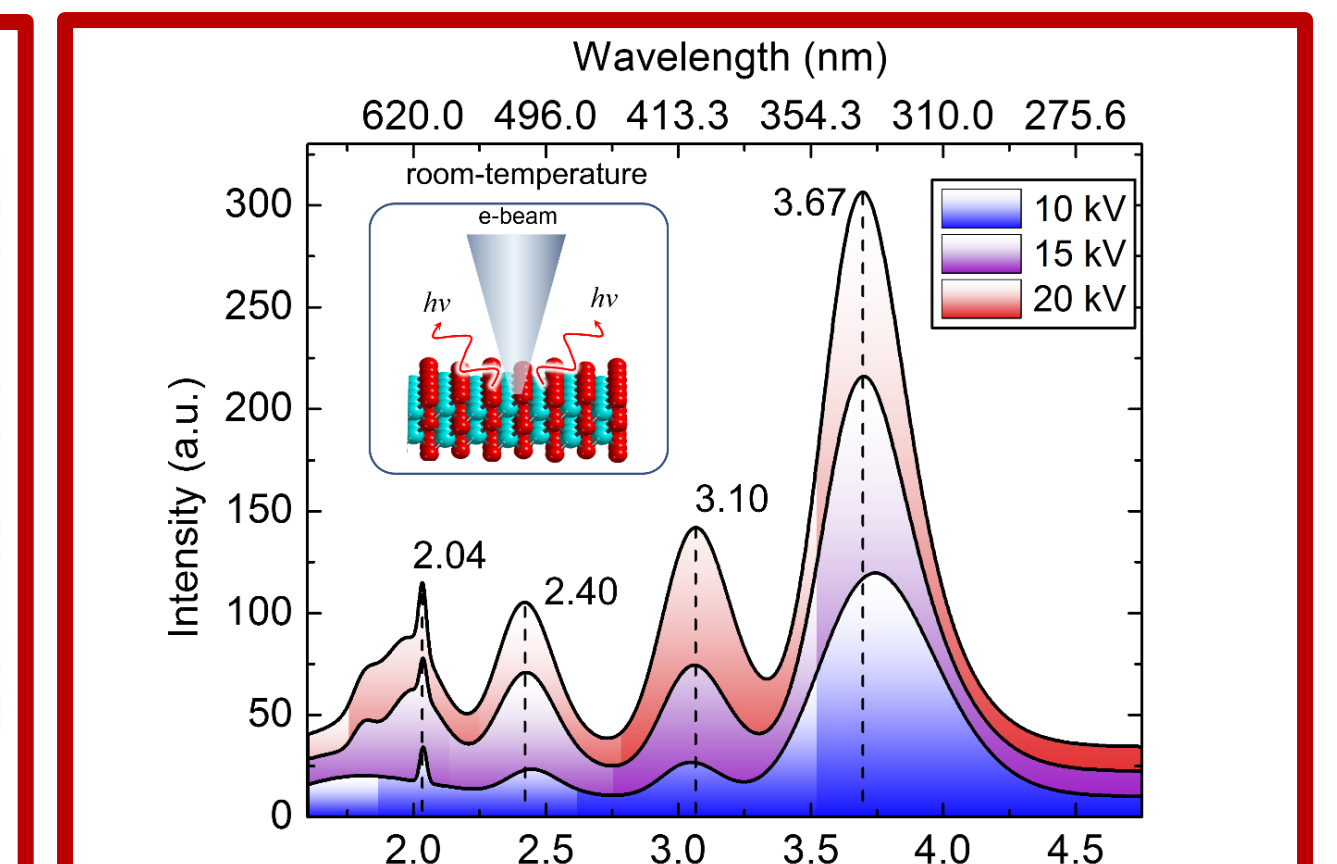 Wavelength (nm)
620.0 496.0 413.3 354.3 310.0 275.6
room-temperature
e-beam
hν
hν
10 kV
15 kV
20 kV
Intensity (a.u.)
300
250
200
150
100
50
0
3.67
3.10
2.04
2.40
2.0 2.5 3.0 3.5 4.0 4.5